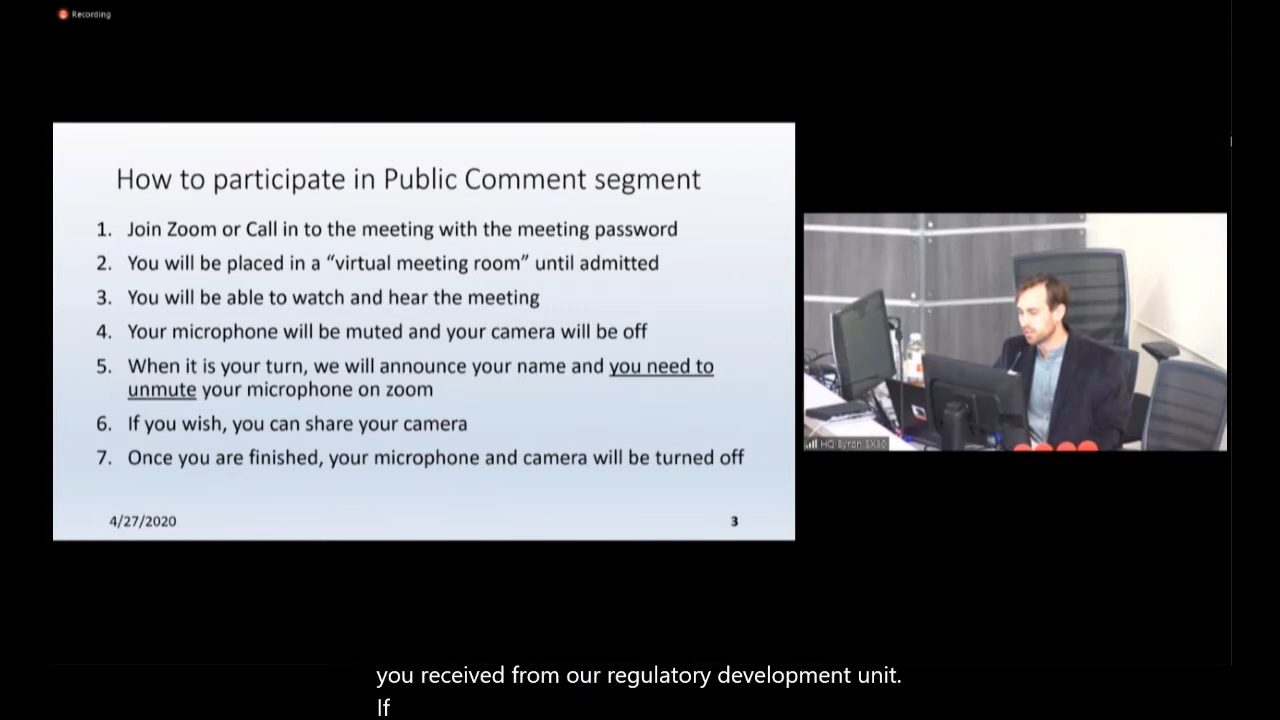 Recording
How to participate in Public Comment segment
1. Join Zoom or Call in to the meeting with the meeting password
2. You will be placed in a “virtual meeting room” until admitted
3. You will be able to watch and hear the meeting
4. Your microphone will be muted and your camera will be off
5. When it is your turn, we will announce your name and you need to
unmute your microphone on zoom
6. If you wish, you can share your camera
7. Once you are finished, your microphone and camera will be turned off
4/27/2020
3
HQ Byron SX80
you received from our regulatory development unit.
If